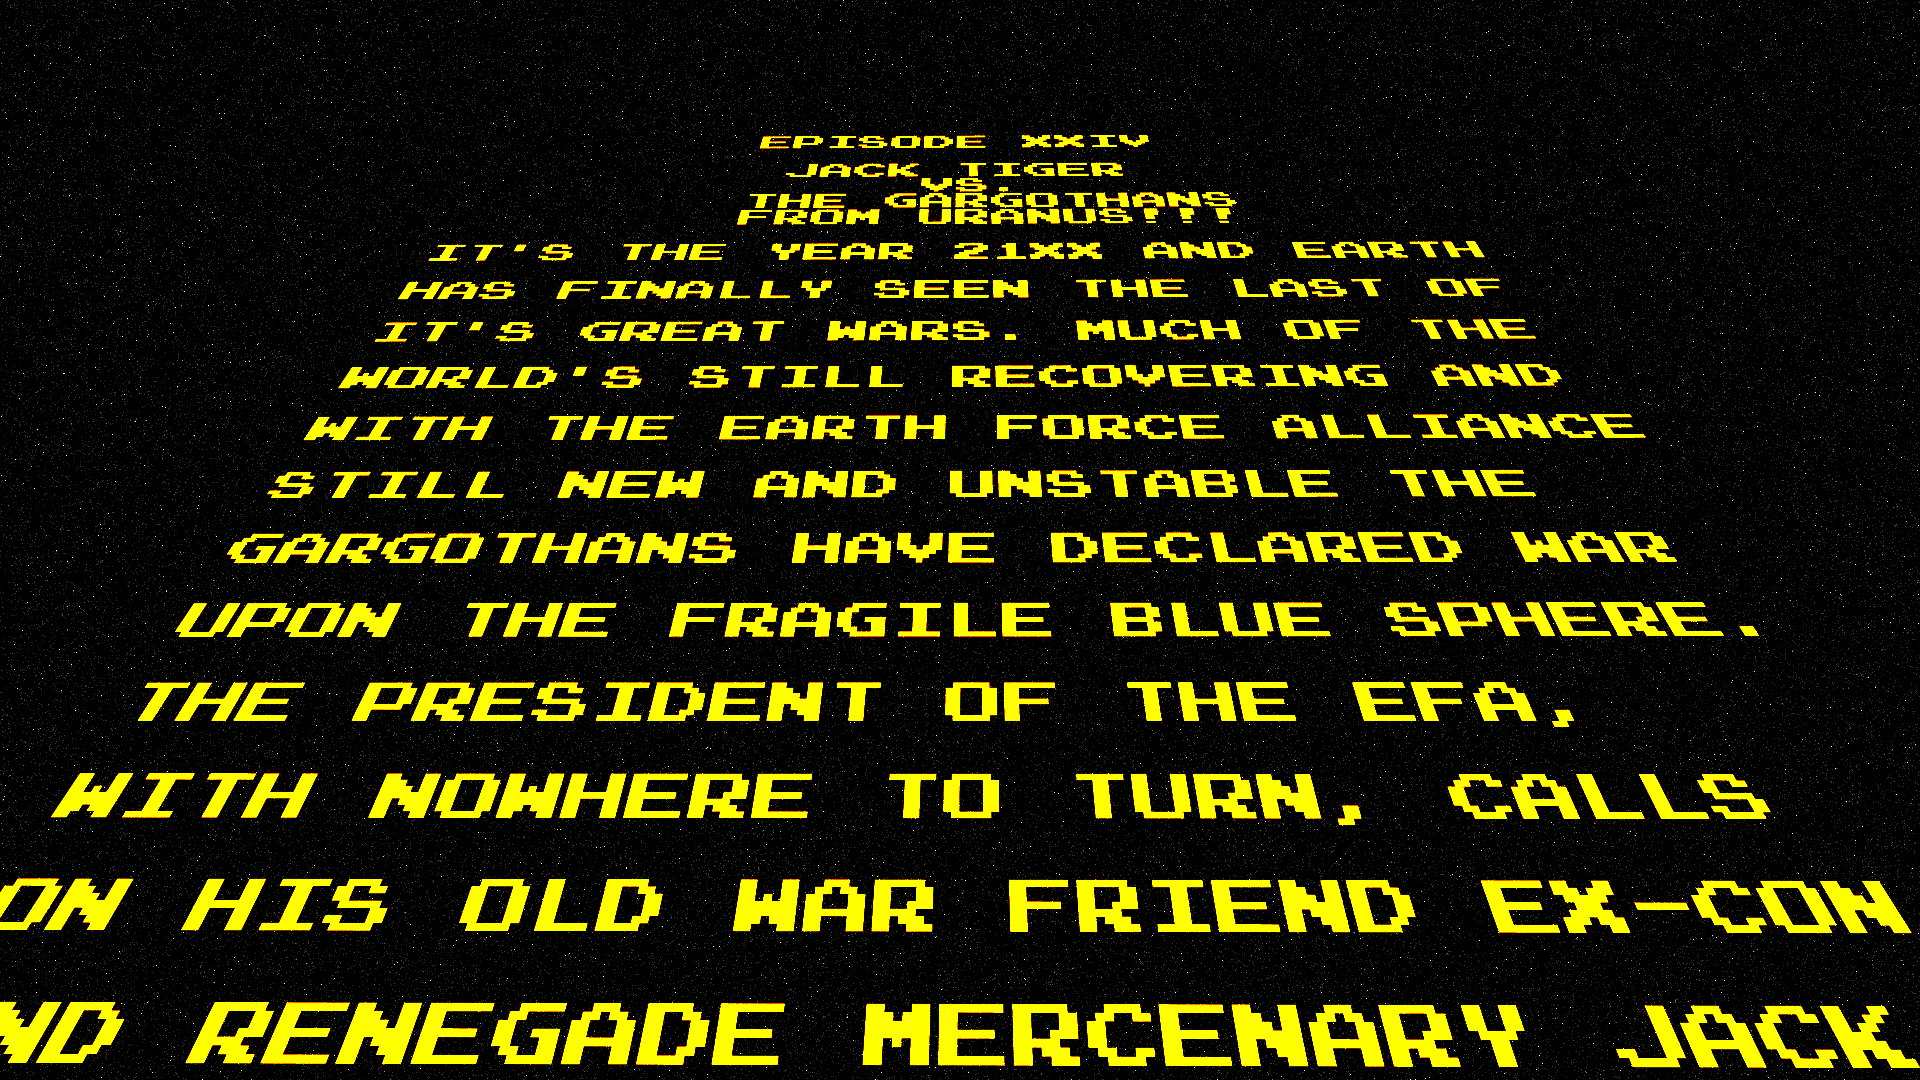 EPISODE XXIV
JACK TIGER
VS.
THE GARGOTHANS
FROM URANUS!!!
IT'S THE YEAR 21XX AND EARTH
HAS FINALLY SEEN THE LAST OF
IT'S GREAT WARS. MUCH OF THE
WORLD'S STILL RECOVERING AND
WITH THE EARTH FORCE ALLIANCE
STILL NEW AND UNSTABLE THE
GARGOTHANS HAVE DECLARED WAR
UPON THE FRAGILE BLUE SPHERE.
THE PRESIDENT OF THE EFA,
WITH NOWHERE TO TURN, CALLS
ON HIS OLD WAR FRIEND EX-CON
ND RENEGADE MERCENARY JACK